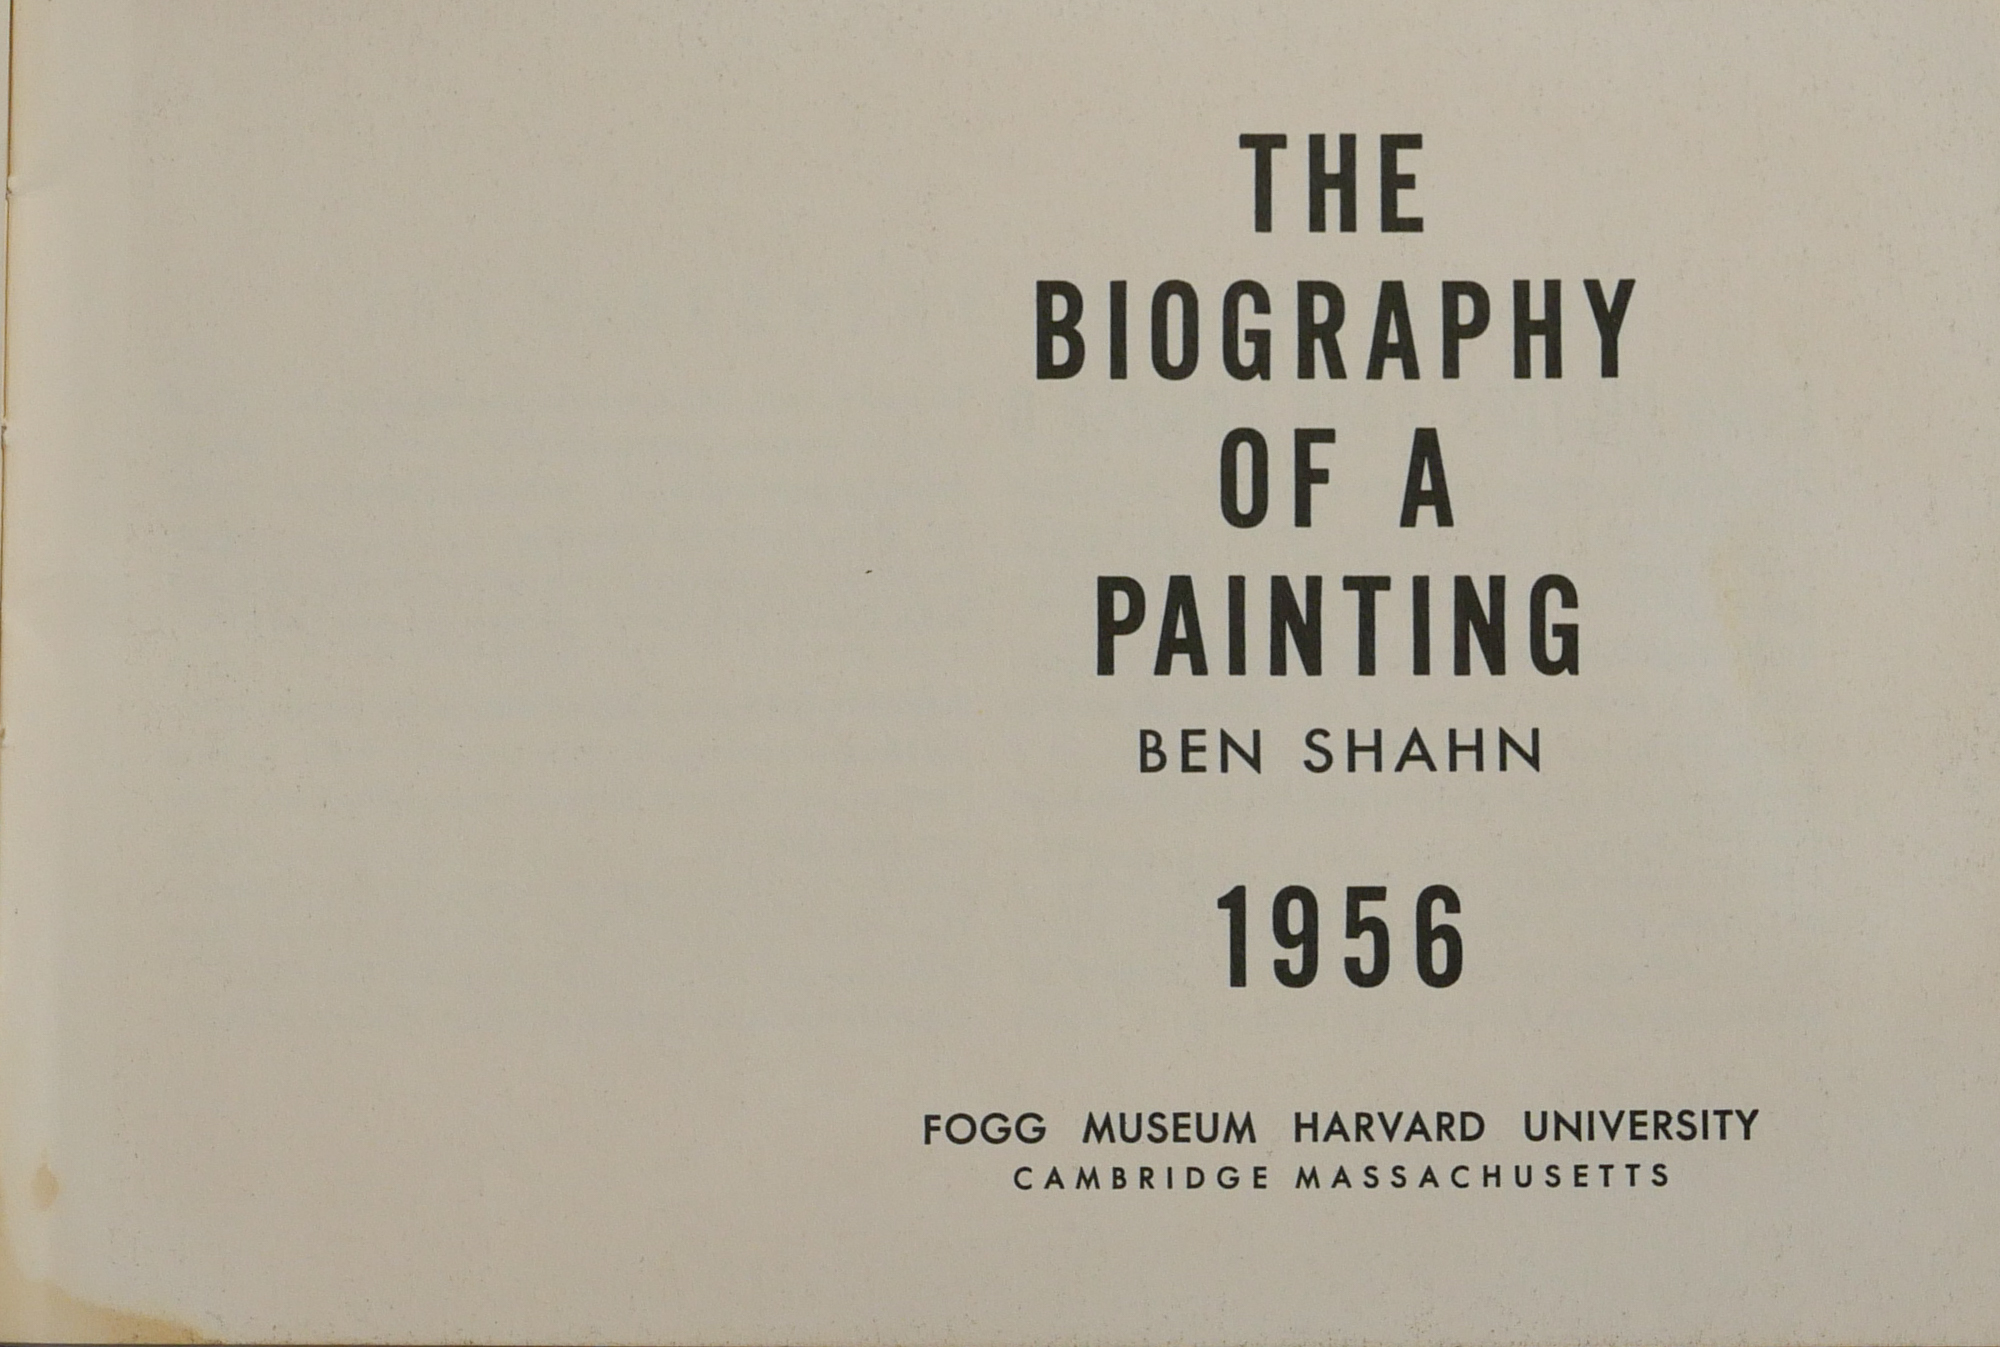 THE
BIOGRAPHY
OF A
PAINTING
BEN SHAHN
1956
FOGG MUSEUM HARVARD UNIVERSITY
CAMBRIDGE MASSACHUSETTS